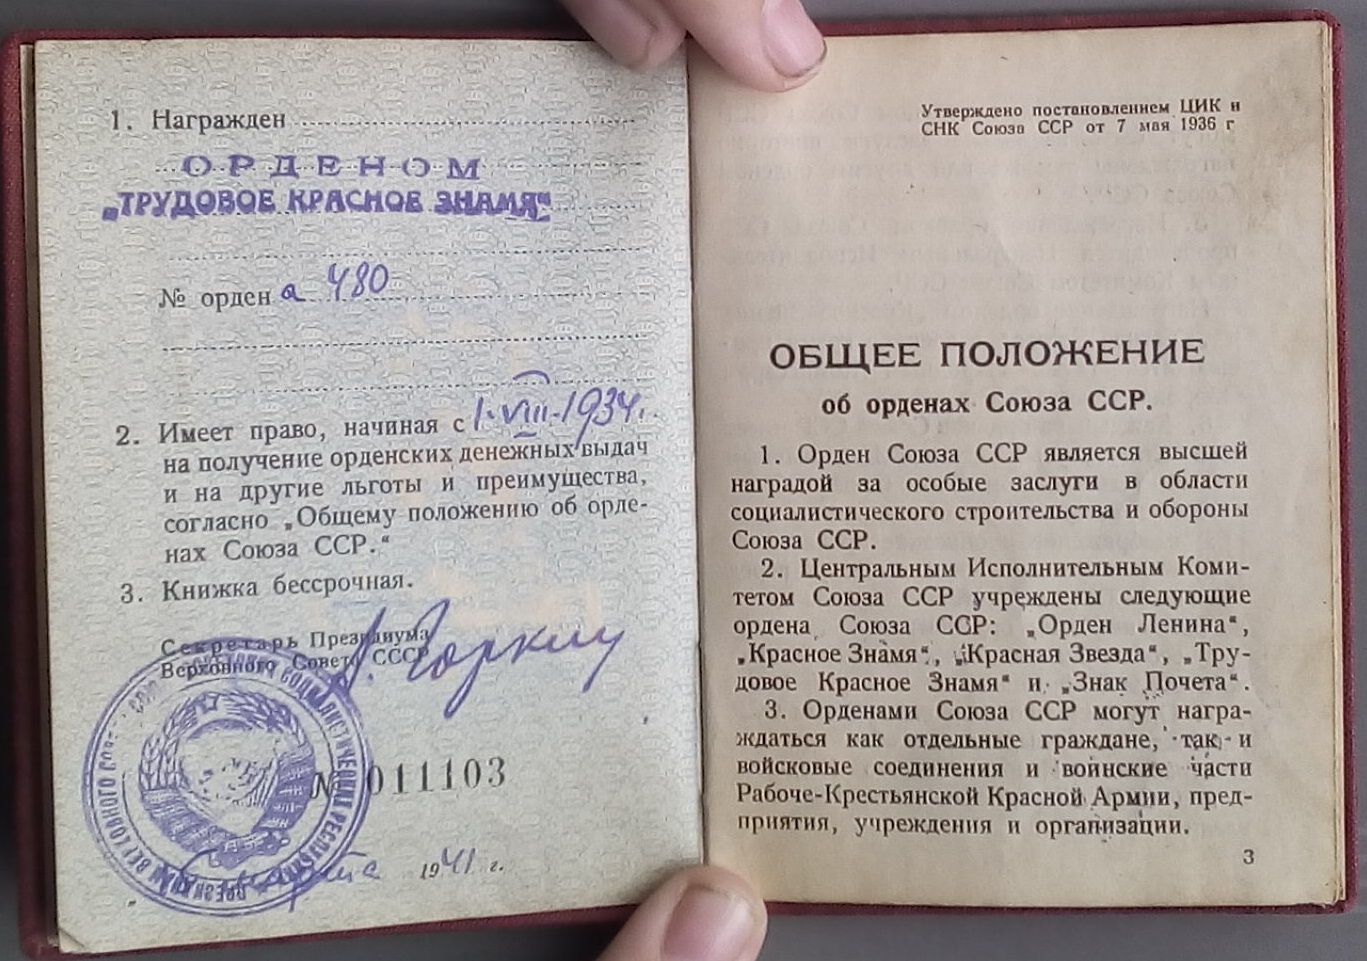 1. Награжден
ОРДЕНОМ
„ТРУДОВОЕ КРАСНОЕ ЗНАМЯ“
№ орден а 480
2. Имеет право, начиная с 1.VIII-1934.
на получение орденских денежных выдач
и на другие льготы и преимущества,
согласно „Общему положению об орде-
нах Союза ССР.“
3. Книжка бессрочная.
Секретарь Президиума
Верховного Совета СССР
А. Горкин
№ 011103
марта 1941 г.
Утверждено постановлением ЦИК и
СНК Союза ССР от 7 мая 1936 г
ОБЩЕЕ ПОЛОЖЕНИЕ
об орденах Союза ССР.
1. Орден Союза ССР является высшей
наградой за особые заслуги в области
социалистического строительства и обороны
Союза ССР.
2. Центральным Исполнительным Коми-
тетом Союза ССР учреждены следующие
ордена Союза ССР: „Орден Ленина“,
„Красное Знамя“, „Красная Звезда“, „Тру-
довое Красное Знамя“ и „Знак Почета“.
3. Орденами Союза ССР могут награ-
ждаться как отдельные граждане, так и
войсковые соединения и воинские части
Рабоче-Крестьянской Красной Армии, пред-
приятия, учреждения и организации.
3